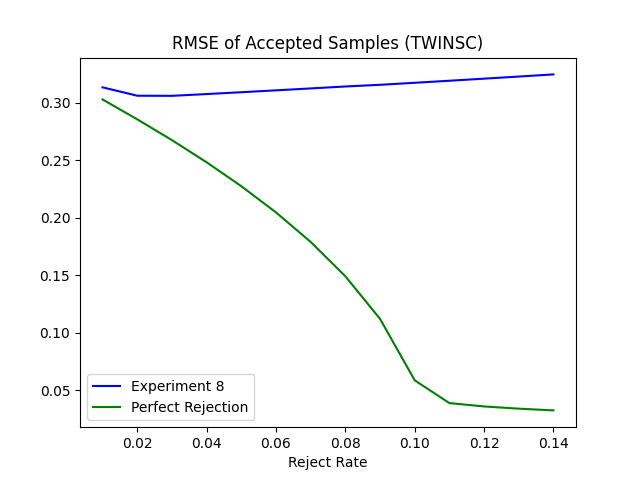 RMSE of Accepted Samples (TWINSC)
0.30
0.25
0.20
0.15
0.10
0.05
Experiment 8
Perfect Rejection
0.02 0.04 0.06 0.08 0.10 0.12 0.14
Reject Rate